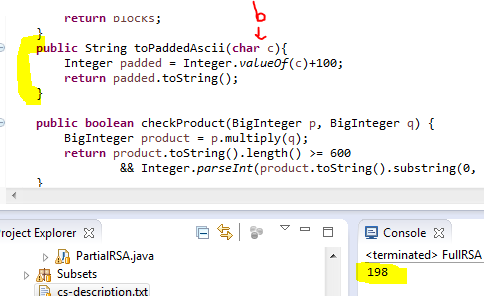 return blocks;
}
b
public String toPaddedAscii(char c){
Integer padded = Integer.valueOf(c)+100;
return padded.toString();
}
public boolean checkProduct(BigInteger p, BigInteger q) {
BigInteger product = p.multiply(q);
return product.toString().length() >= 600
&& Integer.parseInt(product.toString().substring(0,
}
roject Explorer
PartialRSA.java
Subsets
cs-description.txt
Console
<terminated> FullRSA
198